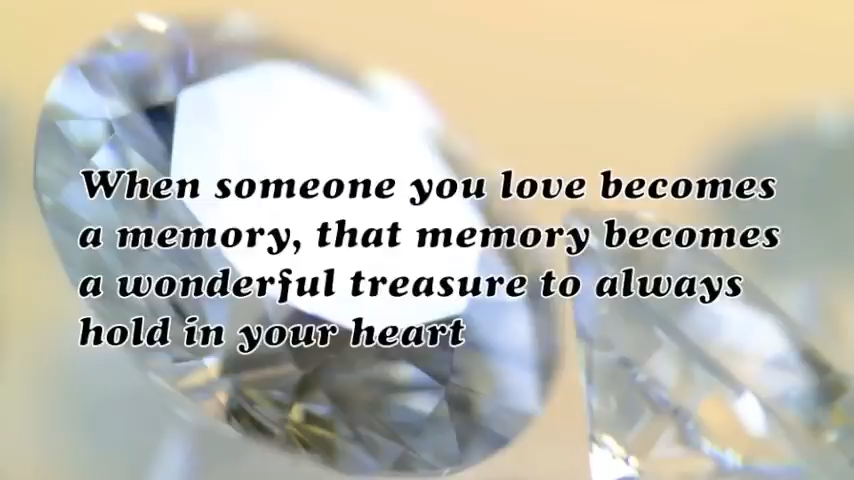 When someone you love becomes
a memory, that memory becomes
a wonderful treasure to always
hold in your heart